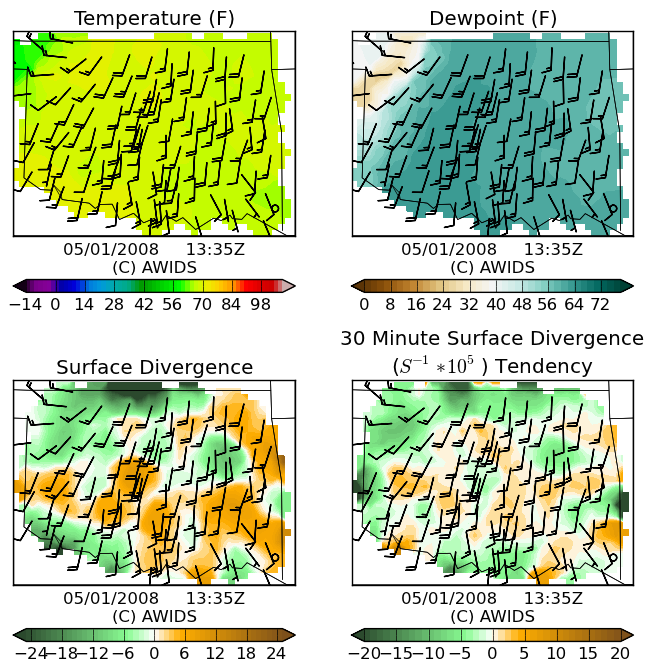 Temperature (F)
Dewpoint (F)
05/01/2008 13:35Z
(C) AWIDS
05/01/2008 13:35Z
(C) AWIDS
−14 0 14 28 42 56 70 84 98
0 8 16 24 32 40 48 56 64 72
Surface Divergence
30 Minute Surface Divergence
(S⁻¹ *10⁵ ) Tendency
05/01/2008 13:35Z
(C) AWIDS
05/01/2008 13:35Z
(C) AWIDS
−24 −18 −12 −6 0 6 12 18 24
−20 −15 −10 −5 0 5 10 15 20